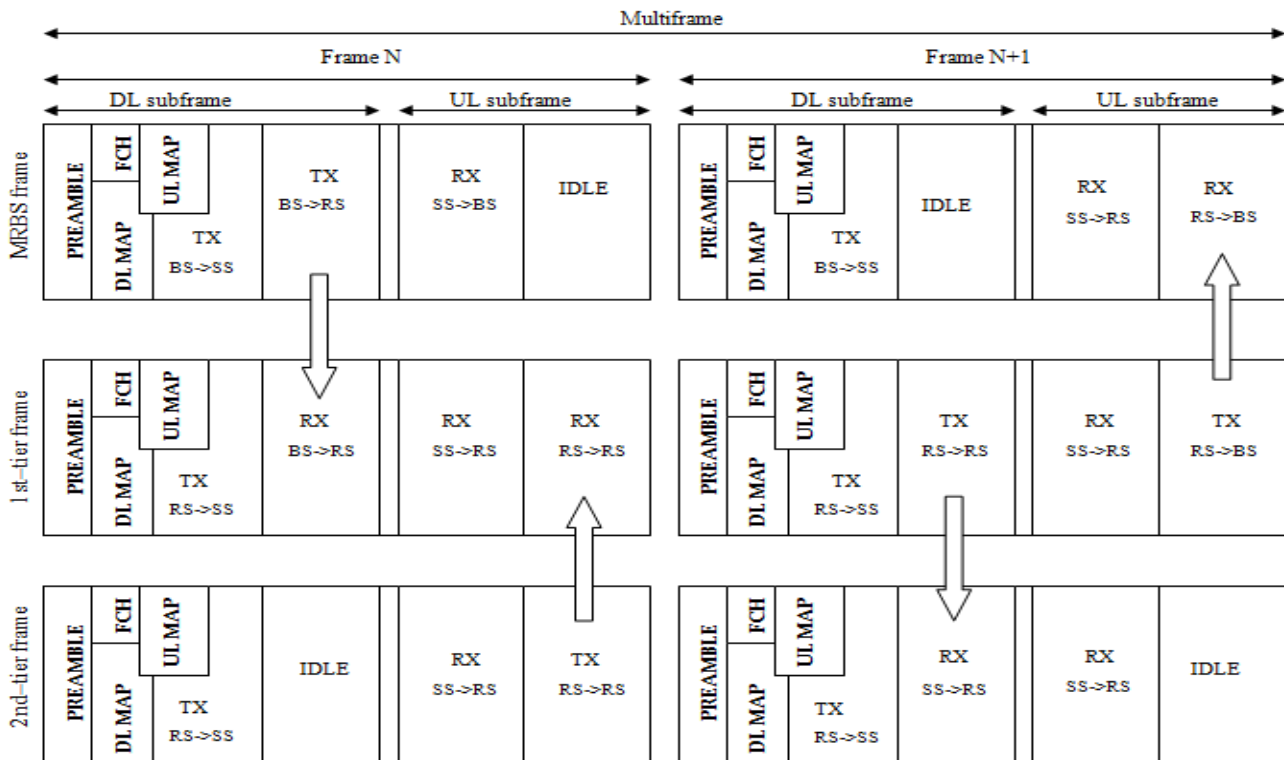 Multiframe
Frame N
Frame N+1
DL subframe
UL subframe
DL subframe
UL subframe
MRBS frame
PREAMBLE
FCH
DL MAP
UL MAP
TX
BS->SS
TX
BS->RS
RX
SS->BS
IDLE
PREAMBLE
FCH
DL MAP
UL MAP
TX
BS->SS
IDLE
RX
SS->RS
RX
RS->BS
1st-tier frame
PREAMBLE
FCH
DL MAP
UL MAP
TX
RS->SS
RX
BS->RS
RX
SS->RS
RX
RS->RS
PREAMBLE
FCH
DL MAP
UL MAP
TX
RS->SS
TX
RS->RS
RX
SS->RS
TX
RS->BS
2nd-tier frame
PREAMBLE
FCH
DL MAP
UL MAP
TX
RS->SS
IDLE
RX
SS->RS
TX
RS->RS
PREAMBLE
FCH
DL MAP
UL MAP
TX
RS->SS
RX
SS->RS
RX
SS->RS
IDLE